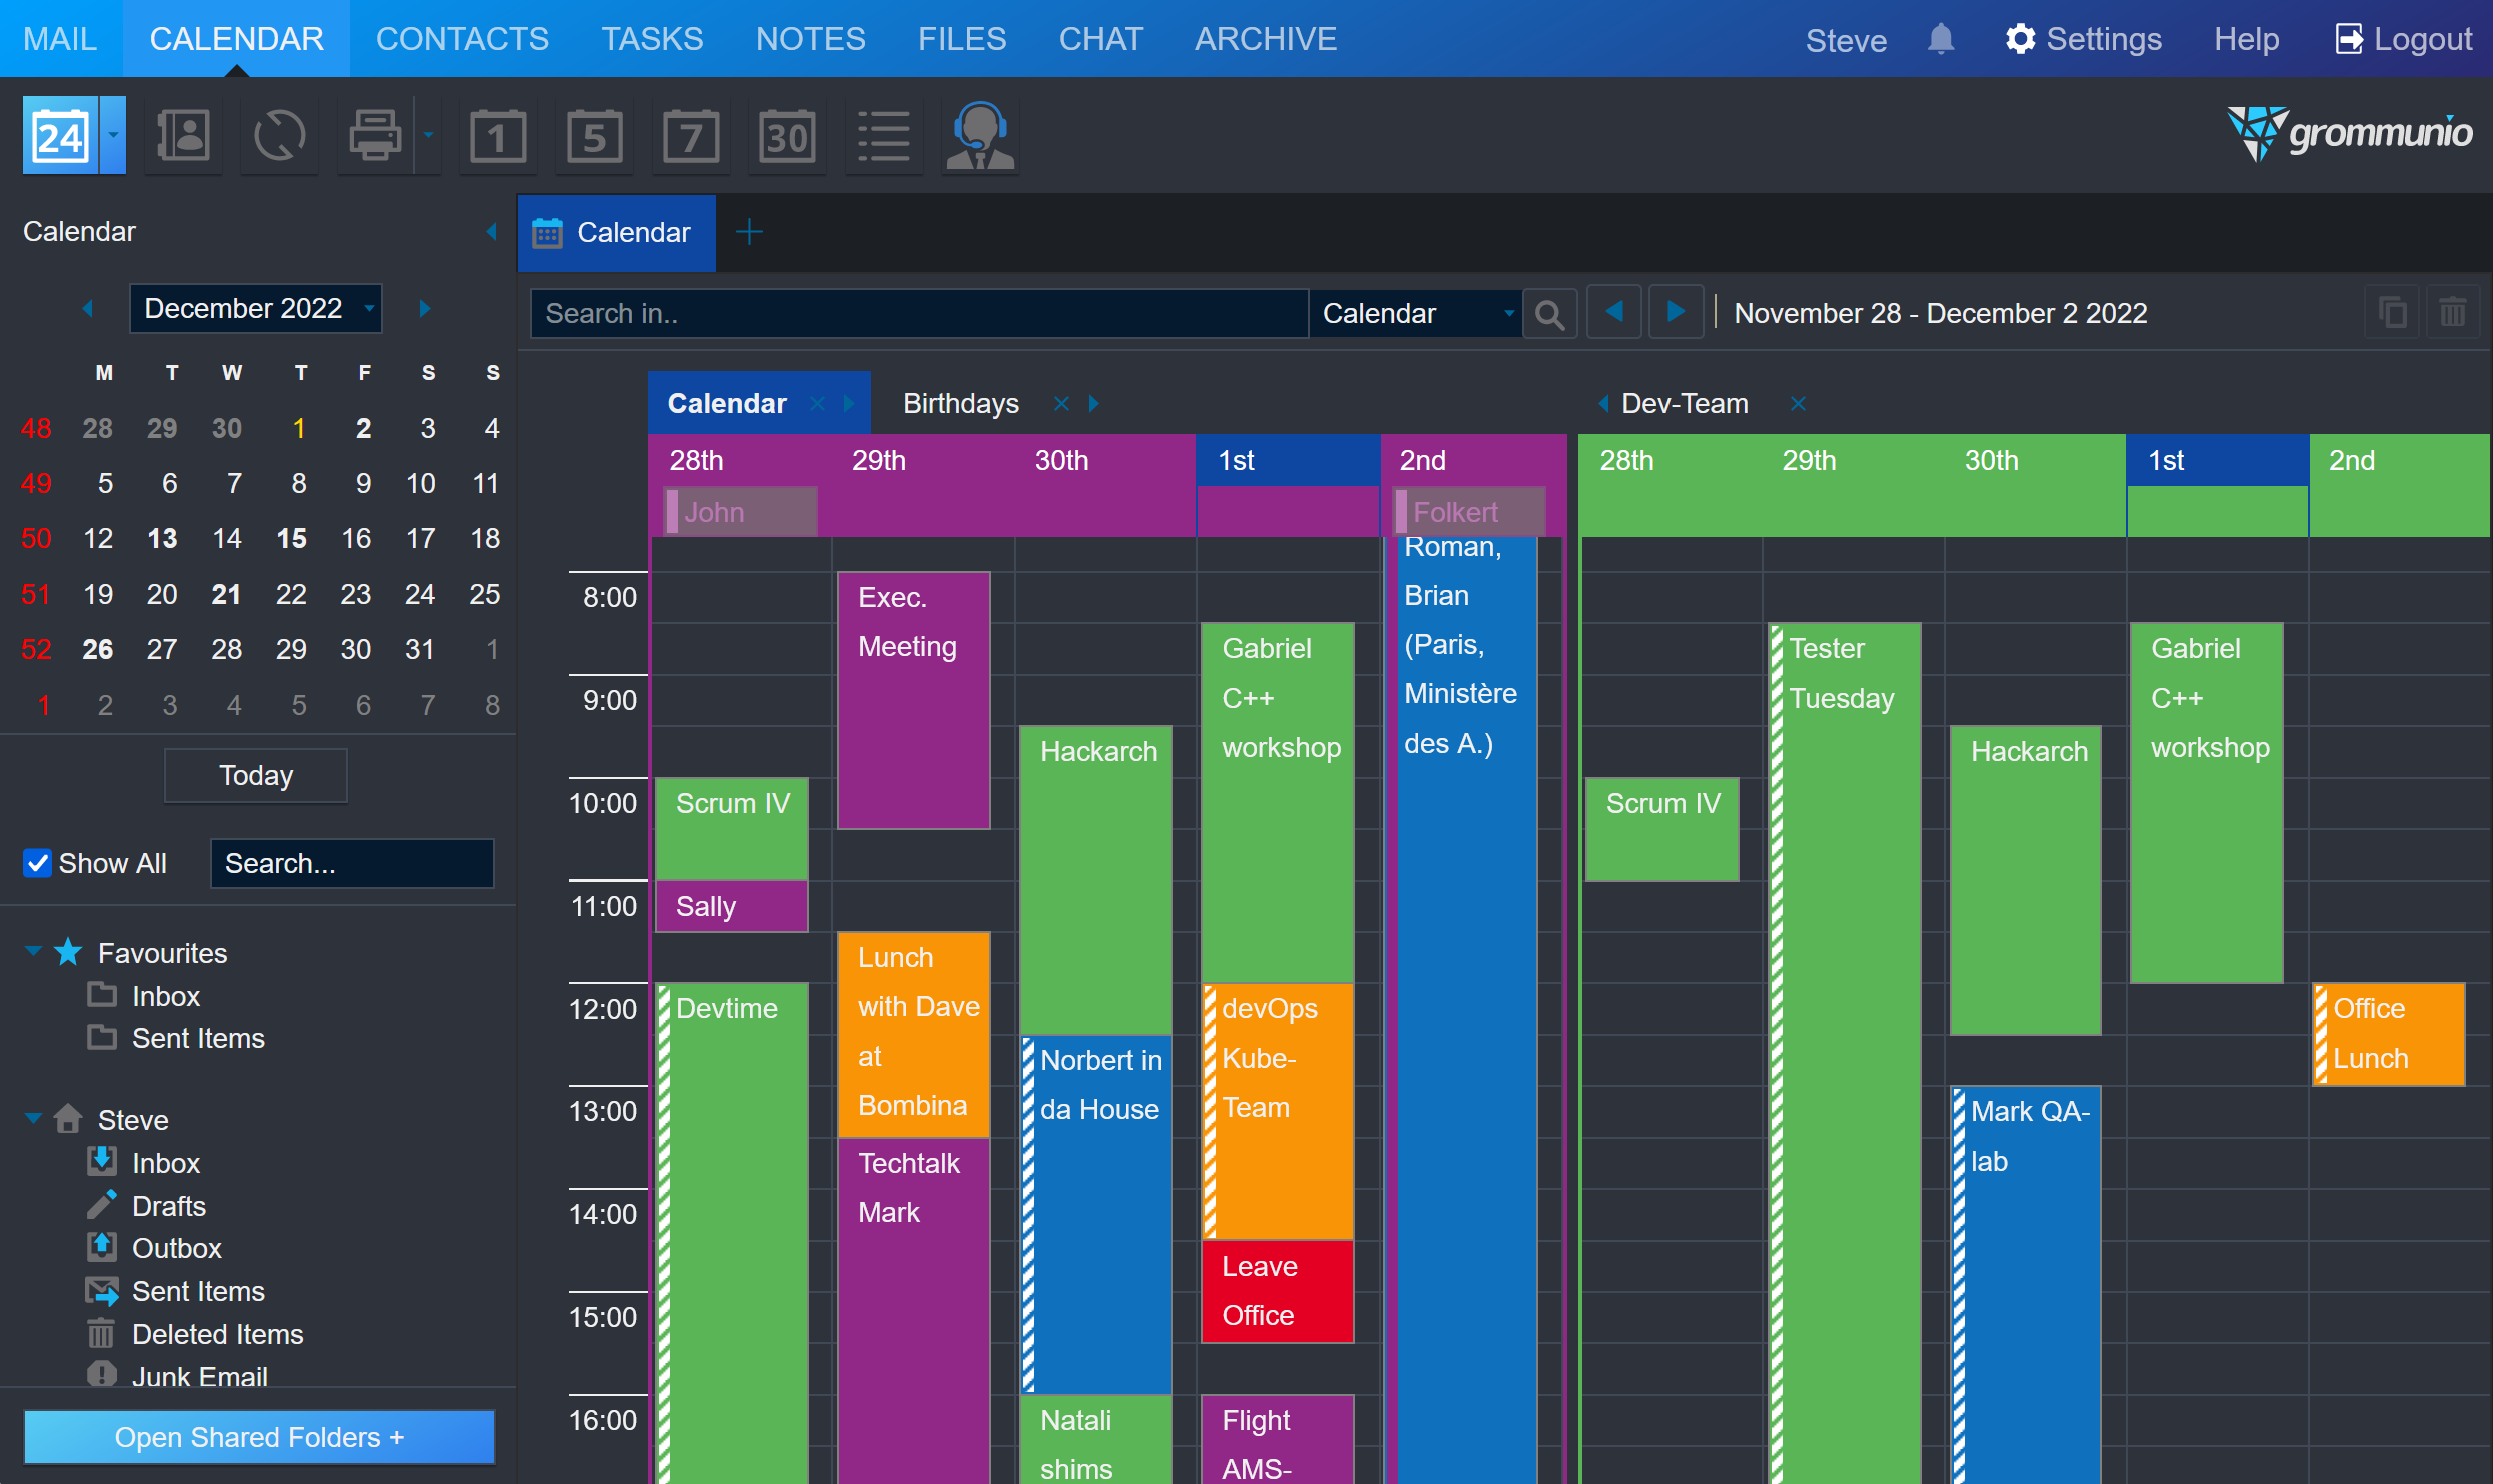 MAIL CALENDAR CONTACTS TASKS NOTES FILES CHAT ARCHIVE Steve Settings Help Logout
24 1 5 7 30 grommunio
Calendar
Calendar
December 2022
Search in..
Calendar
November 28 - December 2 2022
M T W T F S S
48 28 29 30 1 2 3 4
49 5 6 7 8 9 10 11
50 12 13 14 15 16 17 18
51 19 20 21 22 23 24 25
52 26 27 28 29 30 31 1
1 2 3 4 5 6 7 8
Today
Show All
Search...
Favourites
Inbox
Sent Items
Steve
Inbox
Drafts
Outbox
Sent Items
Deleted Items
Junk Email
Open Shared Folders +
Calendar
Birthdays
Dev-Team
28th 29th 30th 1st 2nd
John
Folkert
28th 29th 30th 1st 2nd
8:00
9:00
10:00
11:00
12:00
13:00
14:00
15:00
16:00
Scrum IV
Sally
Devtime
Exec.
Meeting
Lunch
with Dave
at
Bombina
Techtalk
Mark
Hackarch
Norbert in
da House
Natali
shims
Gabriel
C++
workshop
devOps
Kube-
Team
Leave
Office
Flight
AMS-
Roman,
Brian
(Paris,
Ministère
des A.)
Scrum IV
Tester
Tuesday
Hackarch
Mark QA-
lab
Gabriel
C++
workshop
Office
Lunch